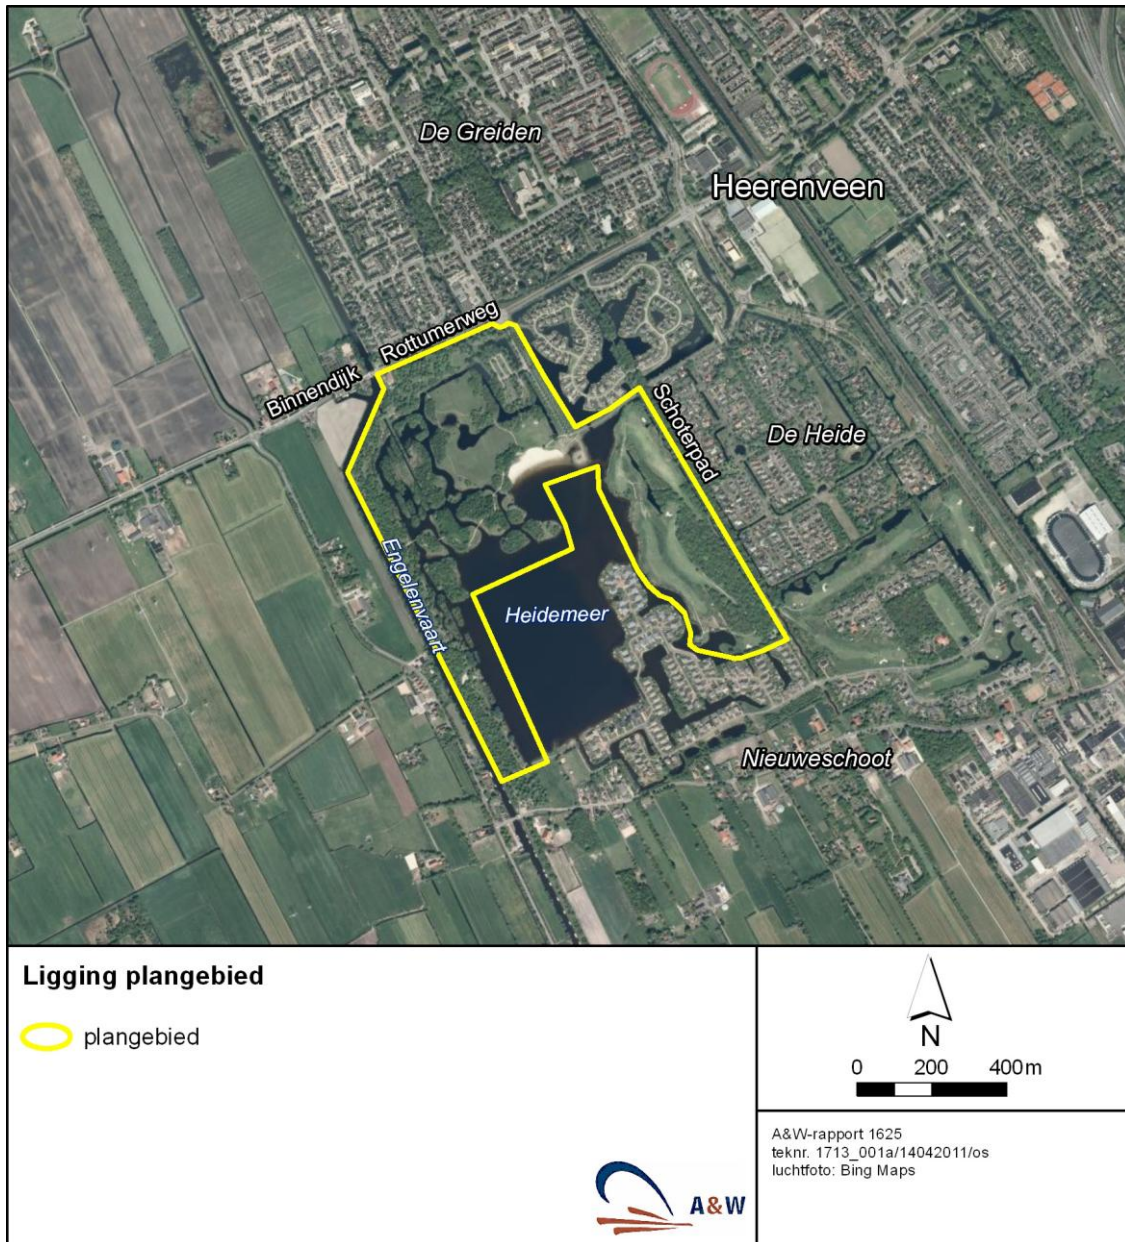 De Greiden
Heerenveen
Rottumerweg
Binnendijk
Schoterpad
De Heide
Engelenvaart
Heidemeer
Nieuweschoot
Ligging plangebied
plangebied
N
0 200 400m
A&W-rapport 1625
teknr. 1713_001a/14042011/os
luchtfoto: Bing Maps
A&W